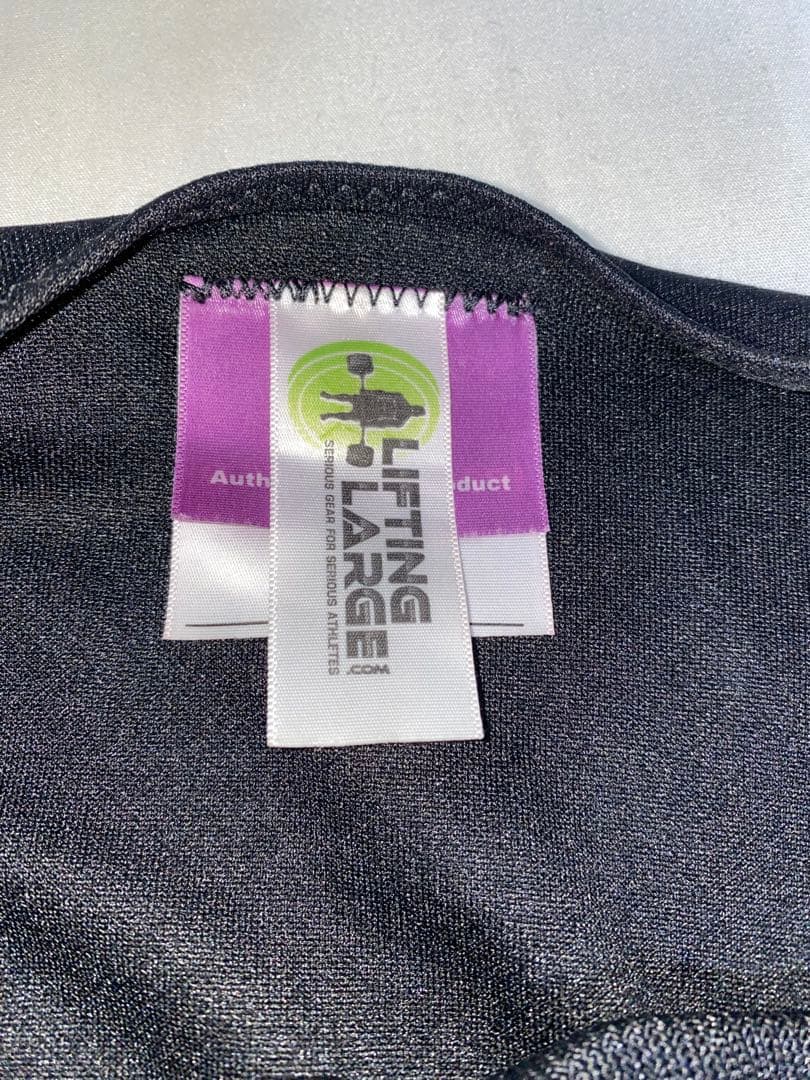 LIFTING
LARGE
.COM
SERIOUS GEAR FOR SERIOUS ATHLETES
Auth
duct